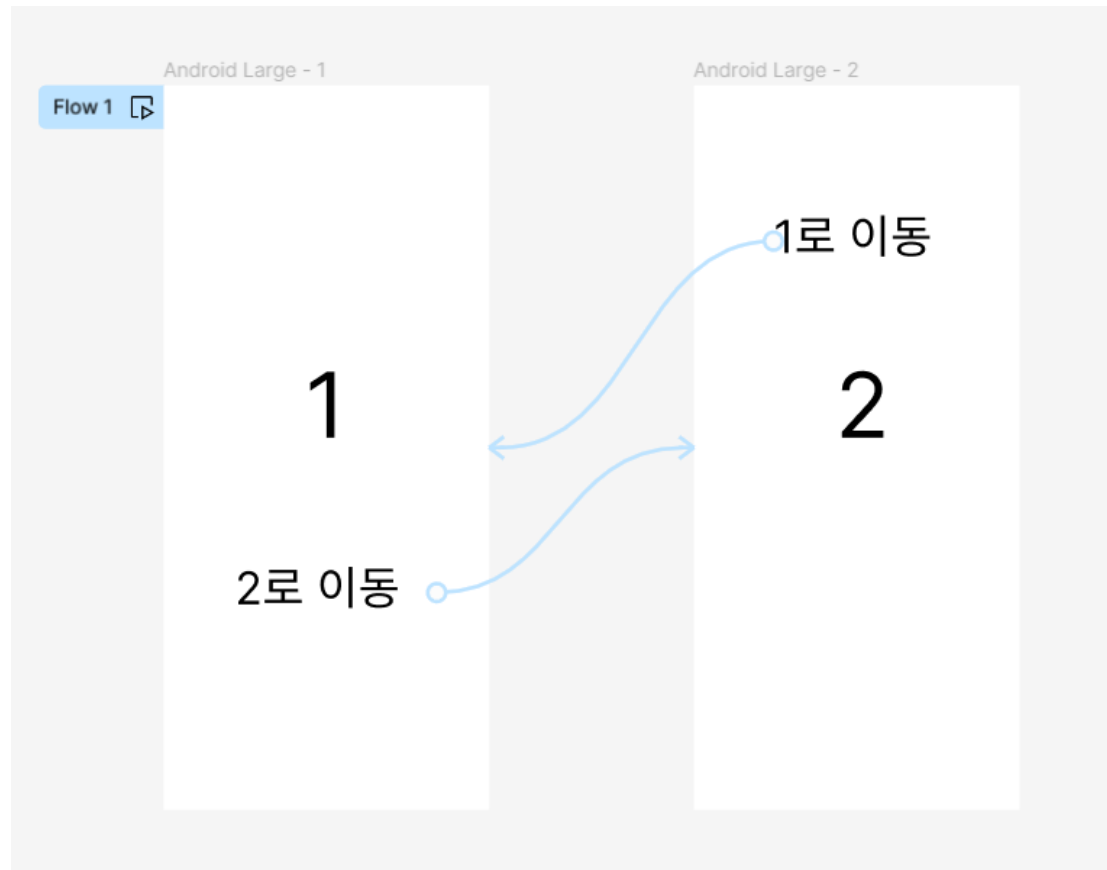 Android Large - 1
Android Large - 2
Flow 1
1로 이동
1
2
2로 이동